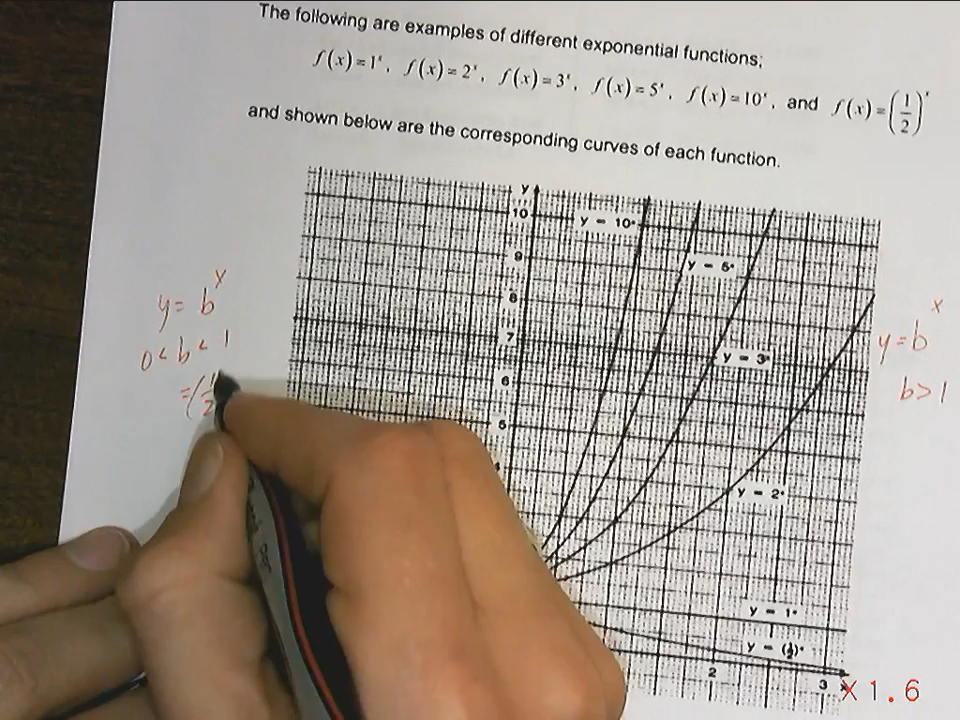 The following are examples of different exponential functions;
f(x)=1ˣ, f(x)=2ˣ, f(x)=3ˣ, f(x)=5ˣ, f(x)=10ˣ, and f(x)=(1/2)ˣ
and shown below are the corresponding curves of each function.
y
10
y = 10ˣ
9
y = 5ˣ
8
7
y = 3ˣ
6
5
y = 2ˣ
y = 1ˣ
y = (½)ˣ
2
3
x
y = bˣ
0 < b < 1
=(1/2
y = bˣ
b > 1
X1.6